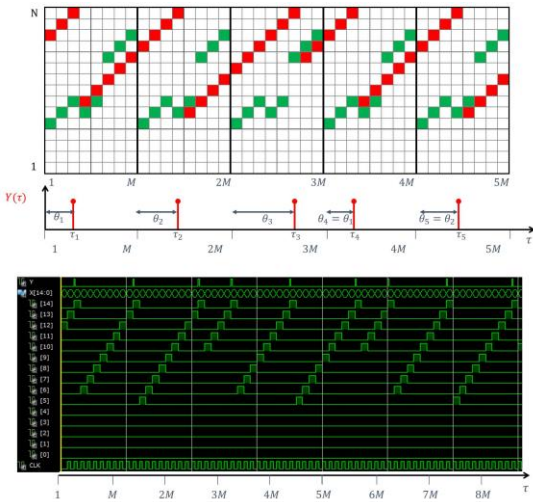 N
1
1 M 2M 3M 4M 5M
Y(τ)
θ₁ θ₂ θ₃ θ₄ = θ₁ θ₅ = θ₂
τ₁ τ₂ τ₃ τ₄ τ₅ τ
1 M 2M 3M 4M 5M
Y
X[14:0]
[14]
[13]
[12]
[11]
[10]
[9]
[8]
[7]
[6]
[5]
[4]
[3]
[2]
[1]
[0]
CLK
1 M 2M 3M 4M 5M 6M 7M 8M τ